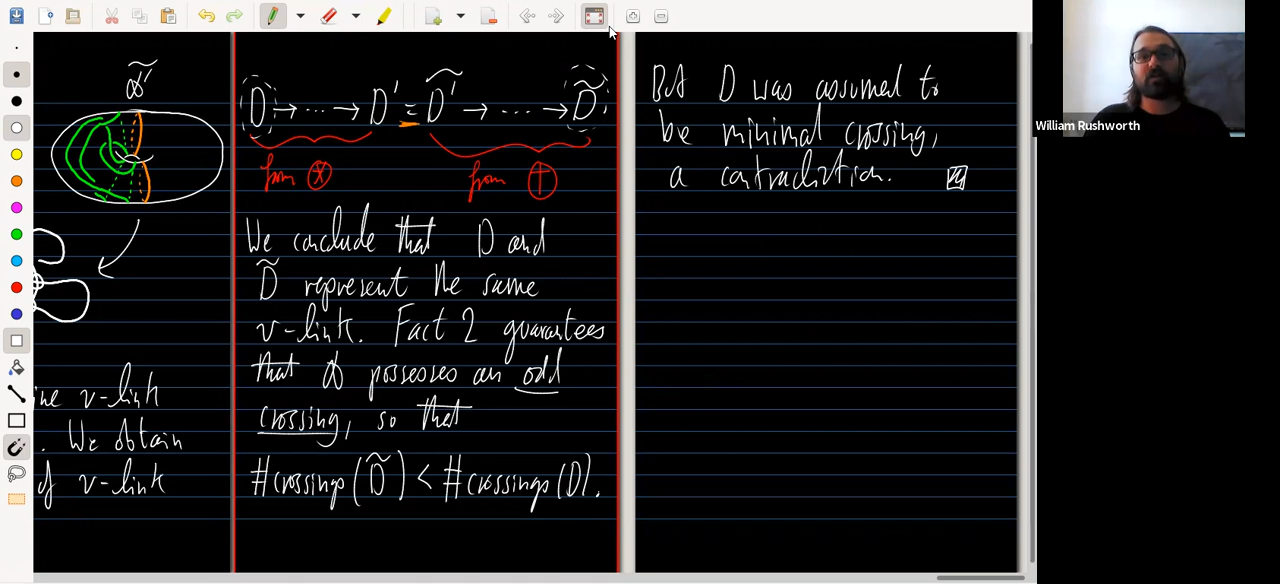 D → ... → D' = D̃' → ... → D̃
from ⊛ from ⊕
We conclude that D and
D̃ represent the same
v-link. Fact 2 guarantees
that D possesses an odd
crossing, so that
#crossings(D̃) < #crossings(D).
But D was assumed to
be minimal crossing,
a contradiction.
v-link
. We obtain
of v-link
William Rushworth